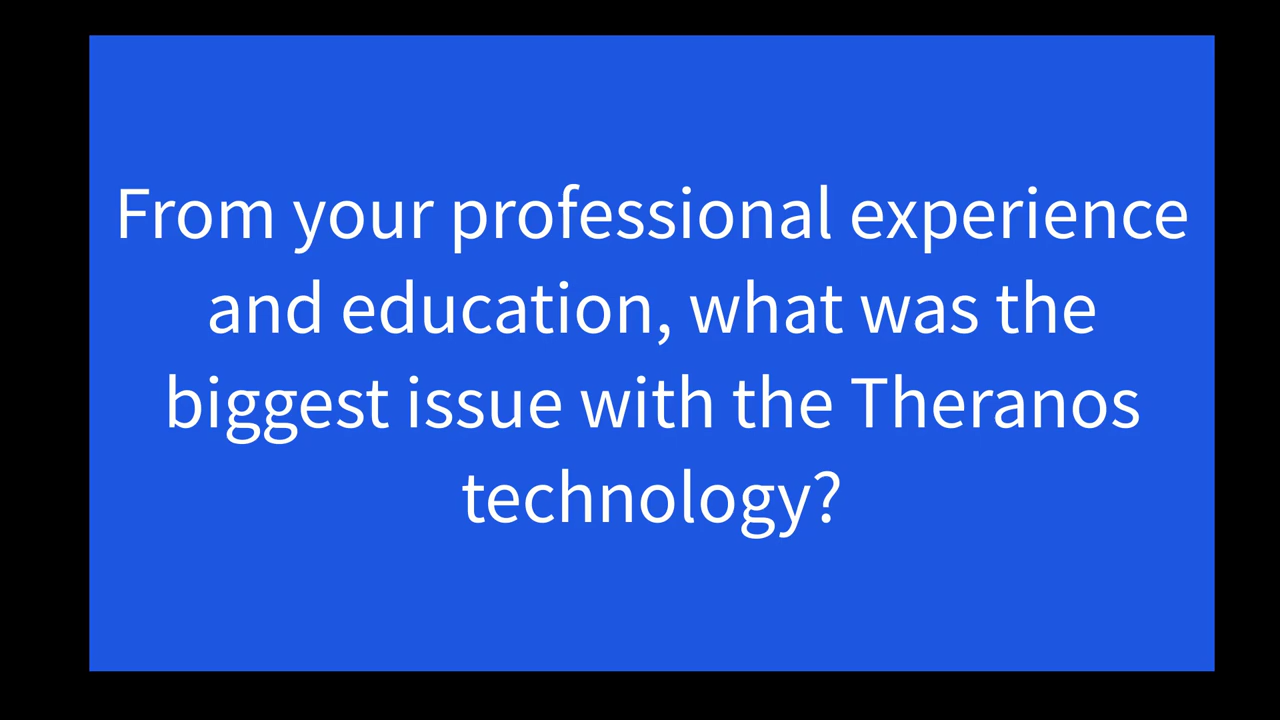 From your professional experience
and education, what was the
biggest issue with the Theranos
technology?